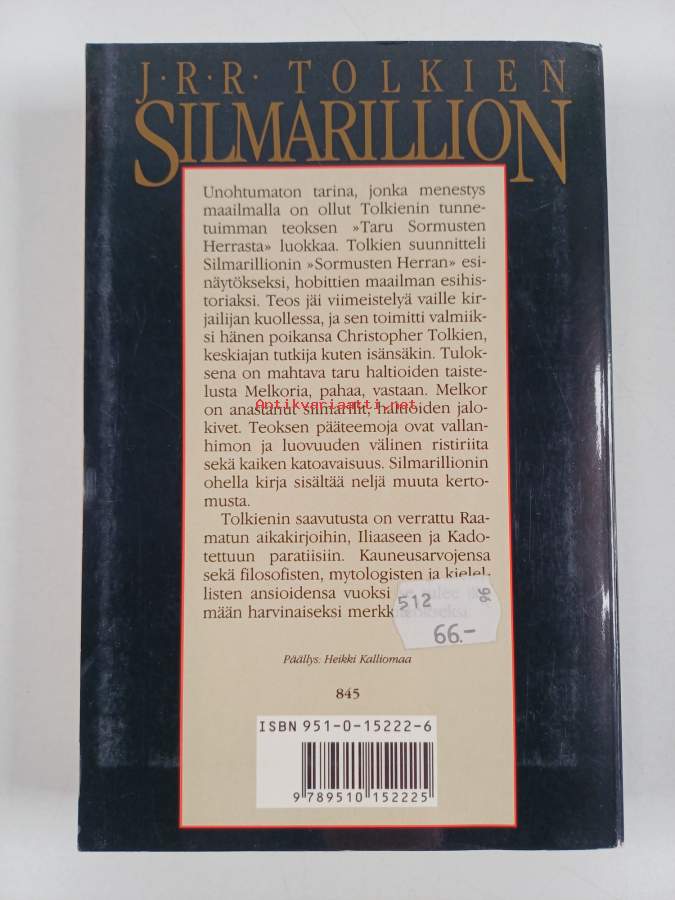 J·R·R· TOLKIEN
SILMARILLION
Unohtumaton tarina, jonka menestys
maailmalla on ollut Tolkienin tunne-
tuimman teoksen »Taru Sormusten
Herrasta» luokkaa. Tolkien suunnitteli
Silmarillionin »Sormusten Herran» esi-
näytökseksi, hobittien maailman esihis-
toriaksi. Teos jäi viimeistelyä vaille kir-
jailijan kuollessa, ja sen toimitti valmiik-
si hänen poikansa Christopher Tolkien,
keskiajan tutkija kuten isänsäkin. Tulok-
sena on mahtava taru haltioiden taiste-
lusta Melkoria, pahaa, vastaan. Melkor
Antikvariaatti.net
on anastanut silmarilit, haltioiden jalo-
kivet. Teoksen pääteemoja ovat vallan-
himon ja luovuuden välinen ristiriita
sekä kaiken katoavaisuus. Silmarillionin
ohella kirja sisältää neljä muuta kerto-
musta.
Tolkienin saavutusta on verrattu Raa-
matun aikakirjoihin, Iliaaseen ja Kado-
tettuun paratiisiin. Kauneusarvojensa
sekä filosofisten, mytologisten ja kielel-
listen ansioidensa vuoksi
mään harvinaiseksi
512
96
66.-
Päällys: Heikki Kalliomaa
845
ISBN 951-0-15222-6
9 789510 152225